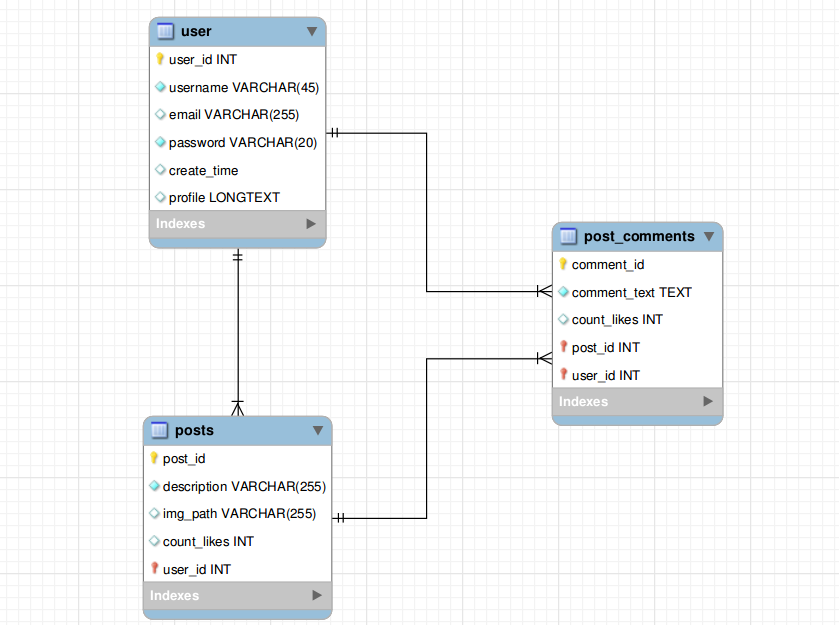 user
user_id INT
username VARCHAR(45)
email VARCHAR(255)
password VARCHAR(20)
create_time
profile LONGTEXT
Indexes
post_comments
comment_id
comment_text TEXT
count_likes INT
post_id INT
user_id INT
Indexes
posts
post_id
description VARCHAR(255)
img_path VARCHAR(255)
count_likes INT
user_id INT
Indexes